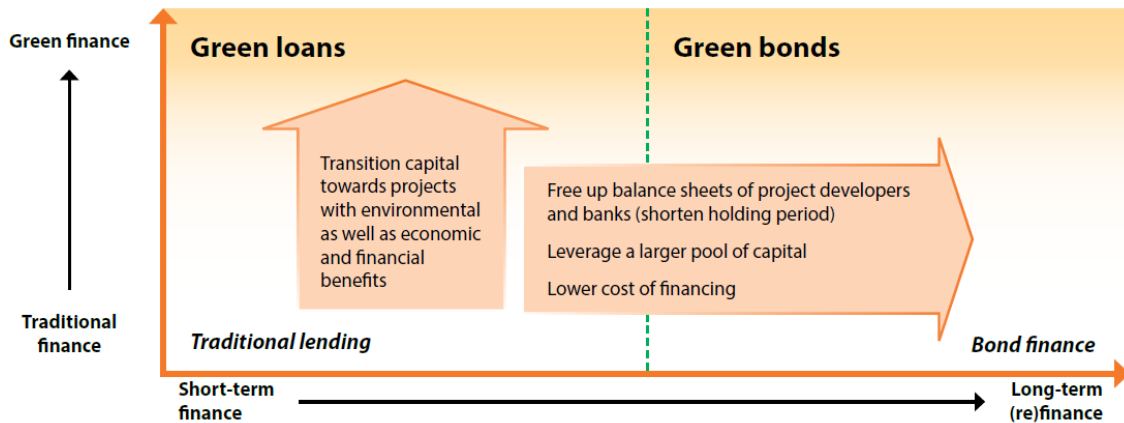 Green finance
Traditional
finance
Green loans
Green bonds
Transition capital
towards projects
with environmental
as well as economic
and financial
benefits
Free up balance sheets of project developers
and banks (shorten holding period)
Leverage a larger pool of capital
Lower cost of financing
Traditional lending
Bond finance
Short-term
finance
Long-term
(re)finance